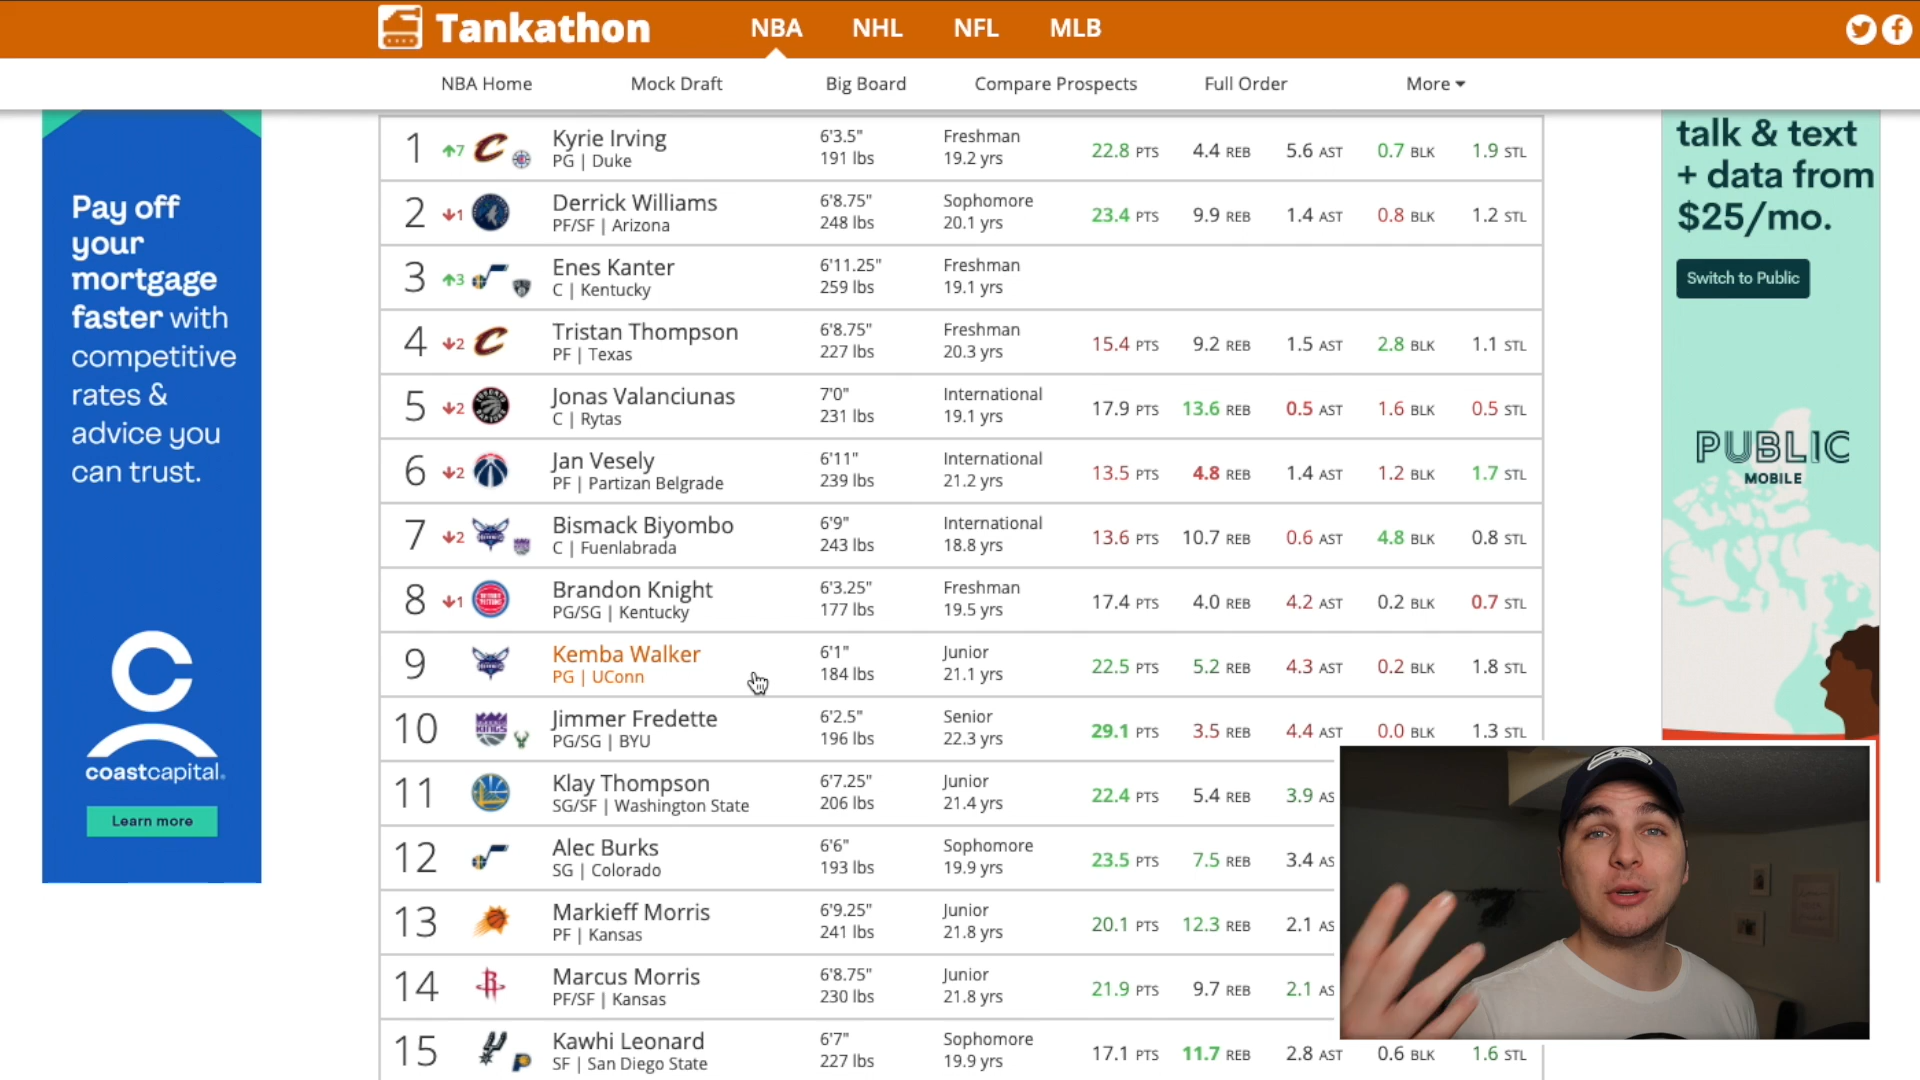 Tankathon
NBA
NHL
NFL
MLB
NBA Home
Mock Draft
Big Board
Compare Prospects
Full Order
More
Pay off
your
mortgage
faster with
competitive
rates &
advice you
can trust.
coastcapital.
Learn more
1 7 Kyrie Irving 6'3.5" Freshman 22.8 PTS 4.4 REB 5.6 AST 0.7 BLK 1.9 STL
PG | Duke 191 lbs 19.2 yrs
2 1 Derrick Williams 6'8.75" Sophomore 23.4 PTS 9.9 REB 1.4 AST 0.8 BLK 1.2 STL
PF/SF | Arizona 248 lbs 20.1 yrs
3 3 Enes Kanter 6'11.25" Freshman
C | Kentucky 259 lbs 19.1 yrs
4 2 Tristan Thompson 6'8.75" Freshman 15.4 PTS 9.2 REB 1.5 AST 2.8 BLK 1.1 STL
PF | Texas 227 lbs 20.3 yrs
5 2 Jonas Valanciunas 7'0" International 17.9 PTS 13.6 REB 0.5 AST 1.6 BLK 0.5 STL
C | Rytas 231 lbs 19.1 yrs
6 2 Jan Vesely 6'11" International 13.5 PTS 4.8 REB 1.4 AST 1.2 BLK 1.7 STL
PF | Partizan Belgrade 239 lbs 21.2 yrs
7 2 Bismack Biyombo 6'9" International 13.6 PTS 10.7 REB 0.6 AST 4.8 BLK 0.8 STL
C | Fuenlabrada 243 lbs 18.8 yrs
8 1 Brandon Knight 6'3.25" Freshman 17.4 PTS 4.0 REB 4.2 AST 0.2 BLK 0.7 STL
PG/SG | Kentucky 177 lbs 19.5 yrs
9 Kemba Walker 6'1" Junior 22.5 PTS 5.2 REB 4.3 AST 0.2 BLK 1.8 STL
PG | UConn 184 lbs 21.1 yrs
10 Jimmer Fredette 6'2.5" Senior 29.1 PTS 3.5 REB 4.4 AST 0.0 BLK 1.3 STL
PG/SG | BYU 196 lbs 22.3 yrs
11 Klay Thompson 6'7.25" Junior 22.4 PTS 5.4 REB 3.9 AS
SG/SF | Washington State 206 lbs 21.4 yrs
12 Alec Burks 6'6" Sophomore 23.5 PTS 7.5 REB 3.4 AS
SG | Colorado 193 lbs 19.9 yrs
13 Markieff Morris 6'9.25" Junior 20.1 PTS 12.3 REB 2.1 AS
PF | Kansas 241 lbs 21.8 yrs
14 Marcus Morris 6'8.75" Junior 21.9 PTS 9.7 REB 2.1 AS
PF/SF | Kansas 230 lbs 21.8 yrs
15 Kawhi Leonard 6'7" Sophomore 17.1 PTS 11.7 REB 2.8 AST 0.6 BLK 1.6 STL
SF | San Diego State 227 lbs 19.9 yrs
talk & text
+ data from
$25/mo.
Switch to Public
PUBLIC
MOBILE